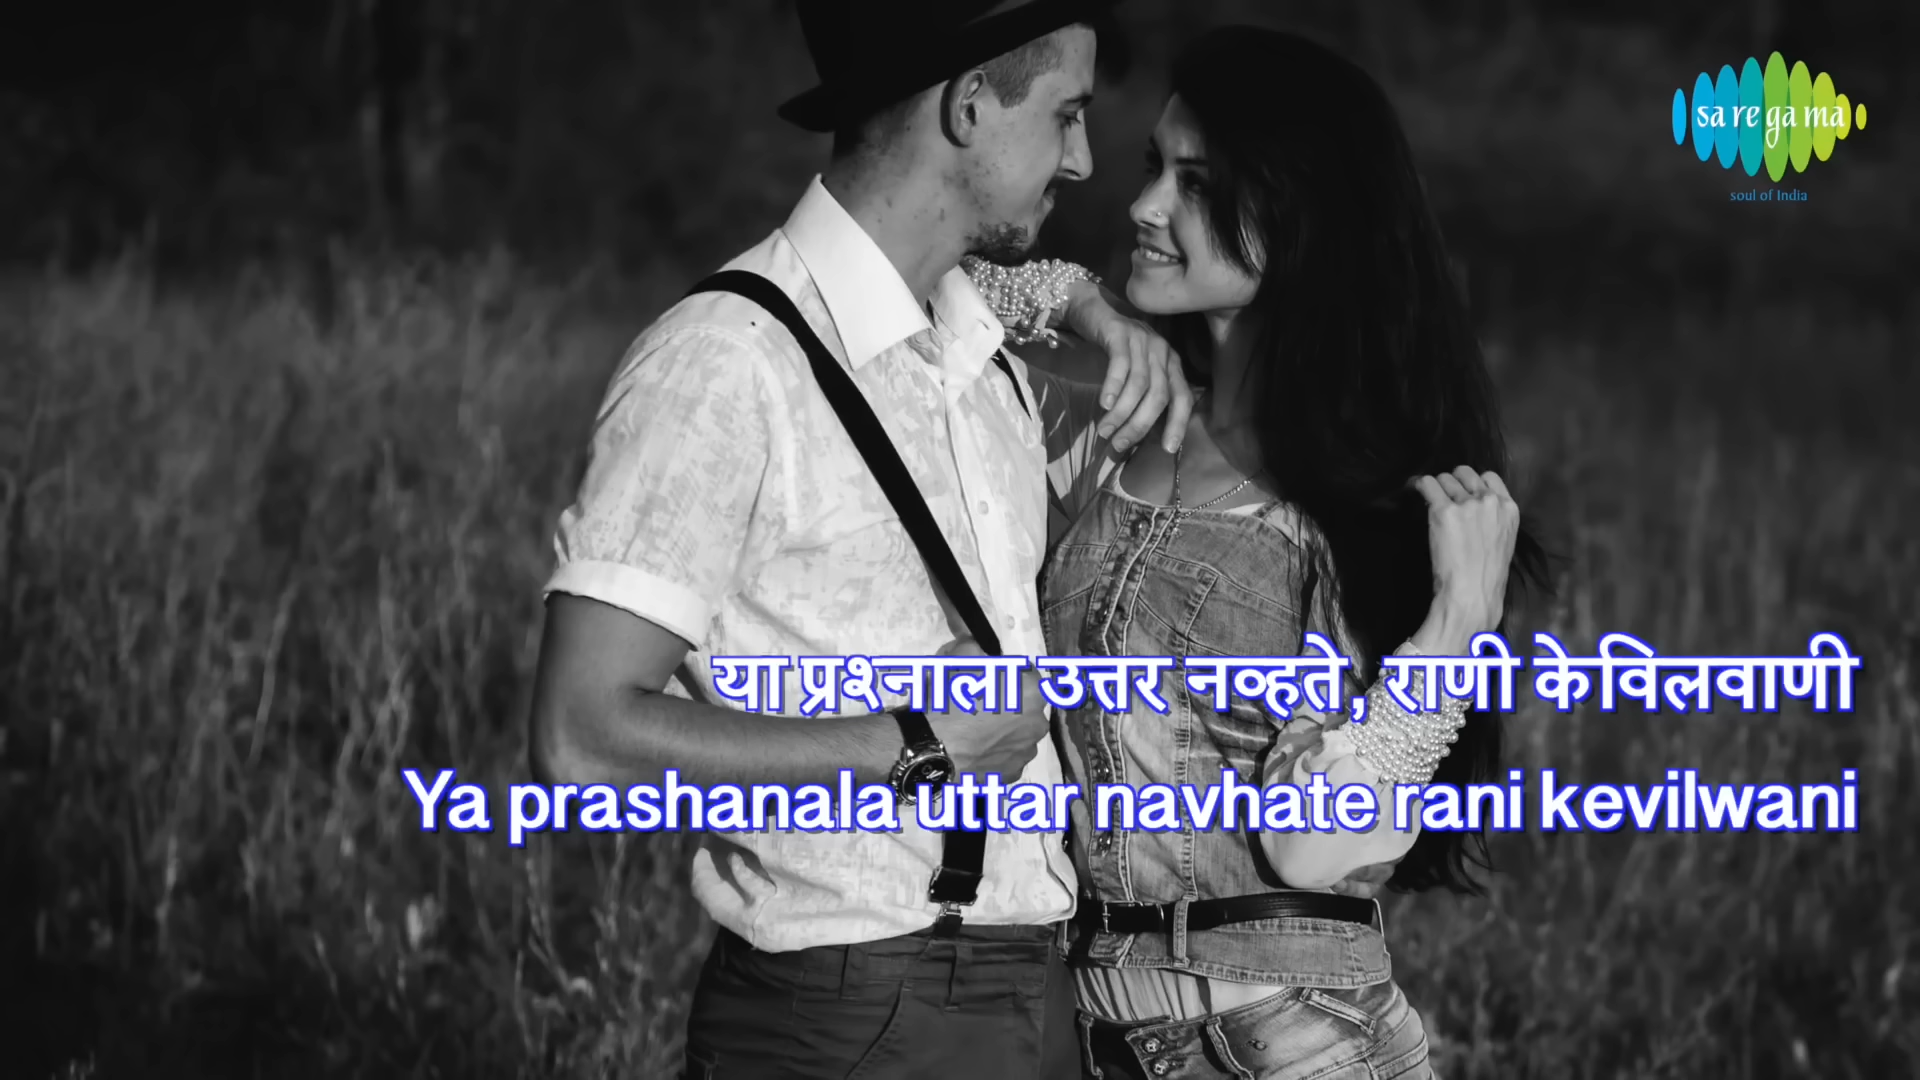 sa re ga ma
soul of India
या प्रश्नाला उत्तर नव्हते, राणी केविलवाणी
Ya prashanala uttar navhate rani kevilwani